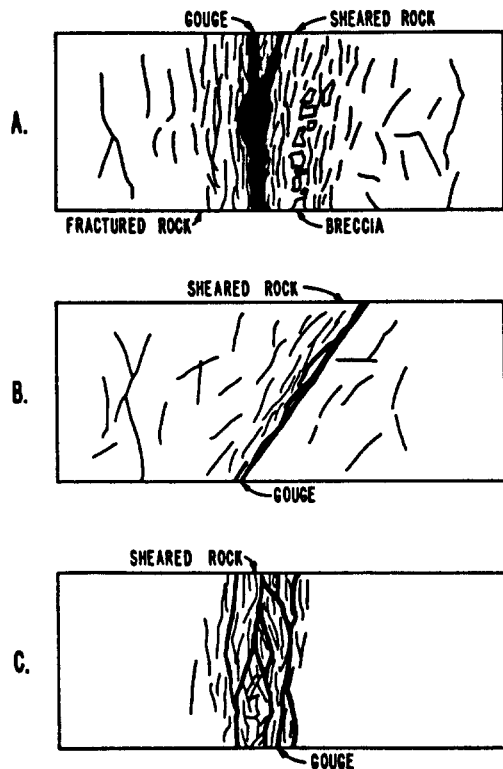 GOUGE SHEARED ROCK
A.
FRACTURED ROCK BRECCIA
SHEARED ROCK
B.
GOUGE
SHEARED ROCK
C.
GOUGE